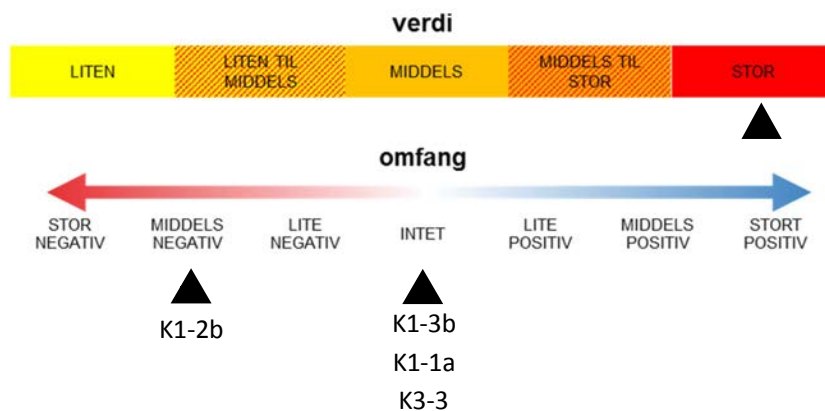 verdi
LITEN
LITEN TIL
MIDDELS
MIDDELS
MIDDELS TIL
STOR
STOR
omfang
STOR
NEGATIV
MIDDELS
NEGATIV
LITE
NEGATIV
INTET
LITE
POSITIV
MIDDELS
POSITIV
STORT
POSITIV
K1-2b
K1-3b
K1-1a
K3-3